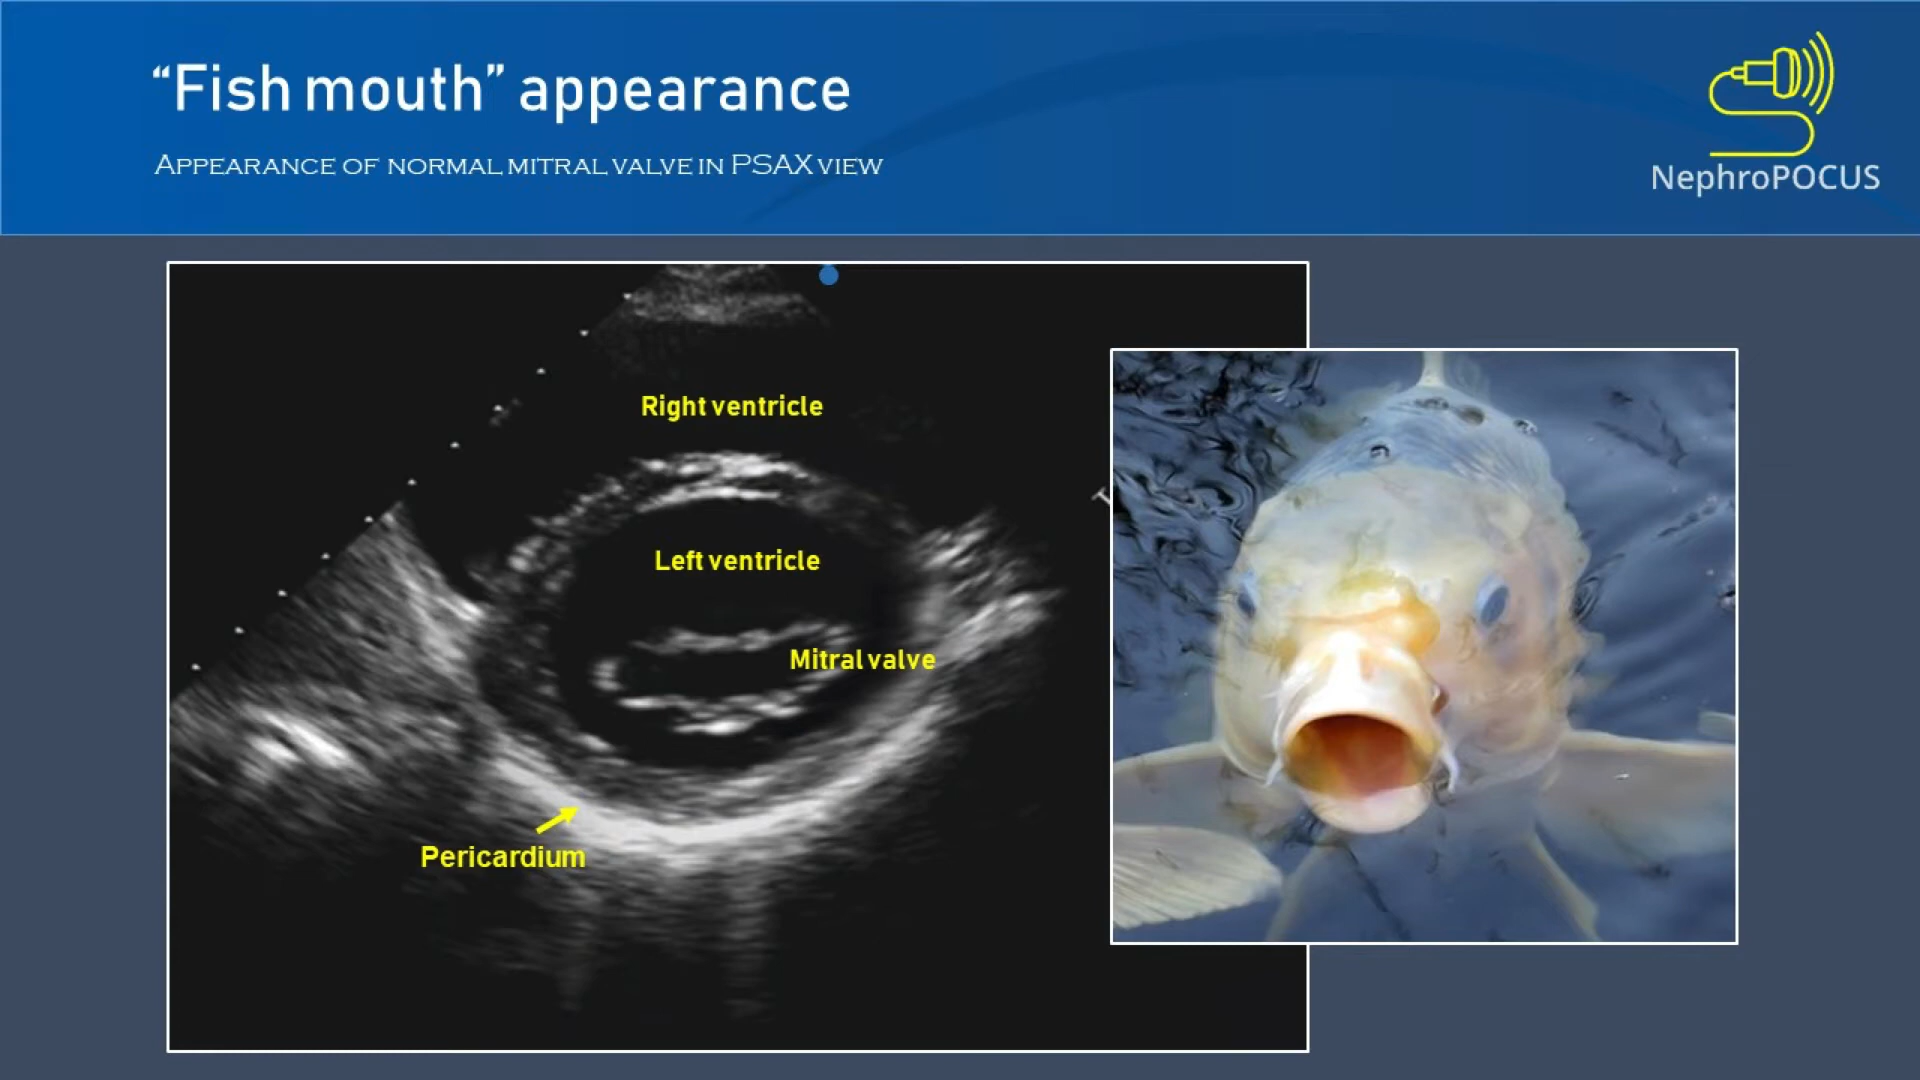 “Fish mouth” appearance
APPEARANCE OF NORMAL MITRAL VALVE IN PSAX VIEW
NephroPOCUS
Right ventricle
Left ventricle
Mitral valve
Pericardium